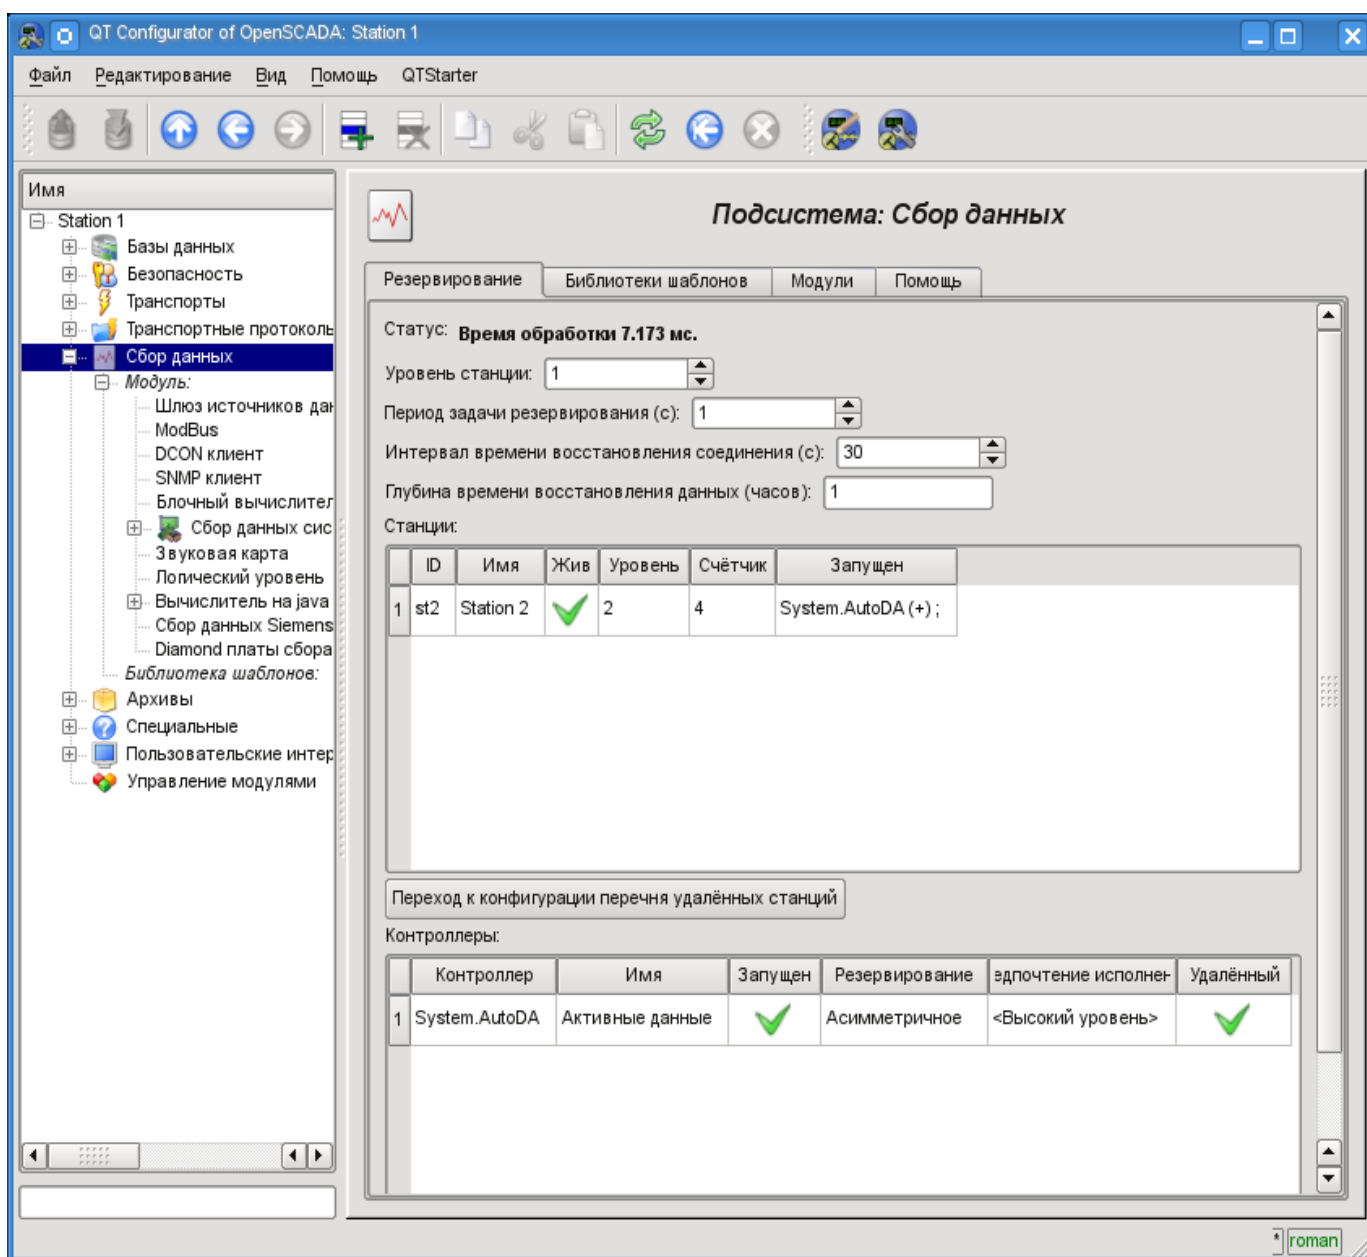 QT Configurator of OpenSCADA: Station 1
Файл Редактирование Вид Помощь QTStarter
Имя
Station 1
Базы данных
Безопасность
Транспорты
Транспортные протоколы
Сбор данных
Модуль:
Шлюз источников дан
ModBus
DCON клиент
SNMP клиент
Блочный вычислител
Сбор данных сис
Звуковая карта
Логический уровень
Вычислитель на java
Сбор данных Siemens
Diamond платы сбора
Библиотека шаблонов:
Архивы
Специальные
Пользовательские интер
Управление модулями
Подсистема: Сбор данных
Резервирование Библиотеки шаблонов Модули Помощь
Статус: Время обработки 7.173 мс.
Уровень станции: 1
Период задачи резервирования (с): 1
Интервал времени восстановления соединения (с): 30
Глубина времени восстановления данных (часов): 1
Станции:
ID Имя Жив Уровень Счётчик Запущен
1 st2 Station 2 2 4 System.AutoDA (+) ;
Переход к конфигурации перечня удалённых станций
Контроллеры:
Контроллер Имя Запущен Резервирование едпочтение исполнен Удалённый
1 System.AutoDA Активные данные Асимметричное <Высокий уровень>
* roman